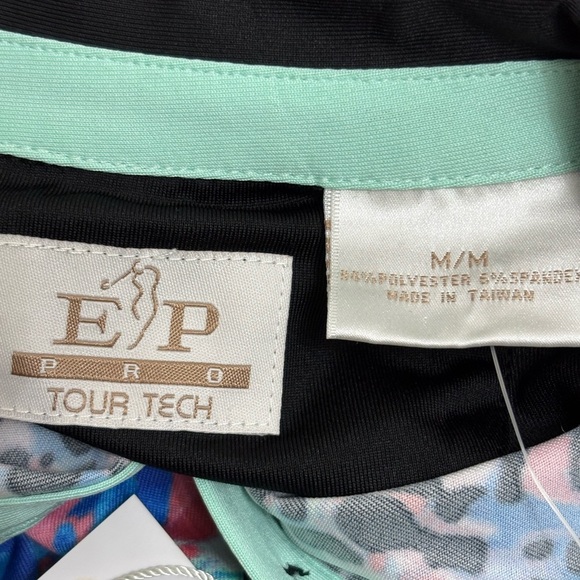 EP
PRO
TOUR TECH
M/M
94%POLYESTER 6%SPANDEX
MADE IN TAIWAN